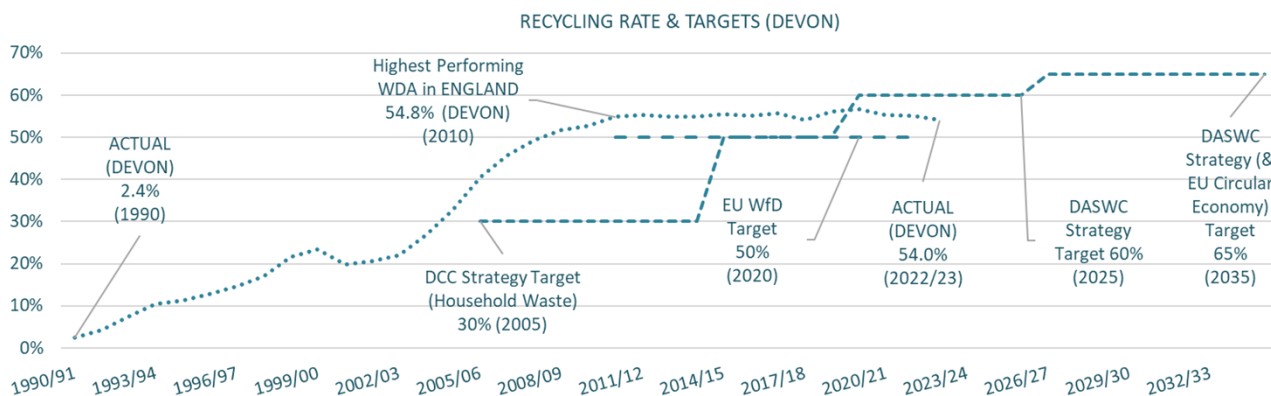 RECYCLING RATE & TARGETS (DEVON)
70%
60%
50%
40%
30%
20%
10%
0%
ACTUAL
(DEVON)
2.4%
(1990)
Highest Performing
WDA in ENGLAND
54.8% (DEVON)
(2010)
DCC Strategy Target
(Household Waste)
30% (2005)
EU WfD
Target
50%
(2020)
ACTUAL
(DEVON)
54.0%
(2022/23)
DASWC
Strategy
Target 60%
(2025)
DASWC
Strategy (&
EU Circular
Economy)
Target
65%
(2035)
1990/91
1993/94
1996/97
1999/00
2002/03
2005/06
2008/09
2011/12
2014/15
2017/18
2020/21
2023/24
2026/27
2029/30
2032/33